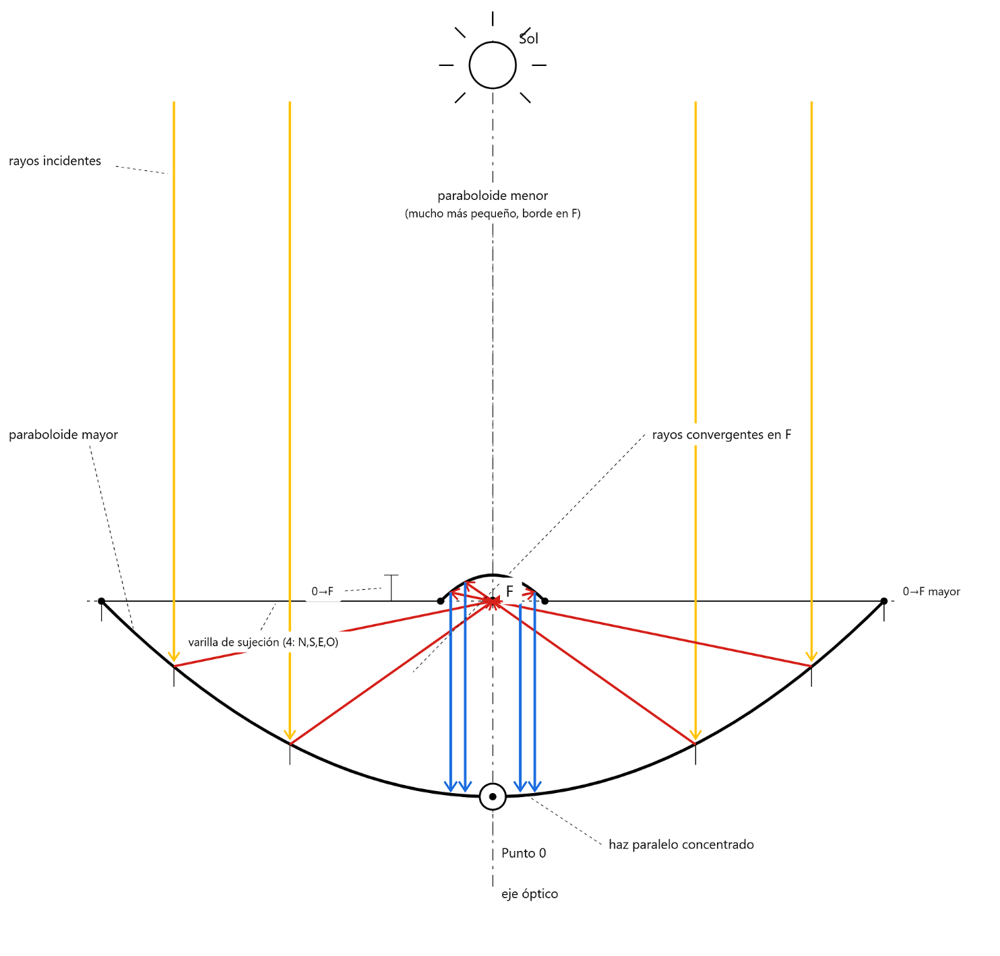 Sol
rayos incidentes
paraboloide menor
(mucho más pequeño, borde en F)
paraboloide mayor
rayos convergentes en F
0→F
F
0→F mayor
varilla de sujeción (4: N,S,E,O)
haz paralelo concentrado
Punto 0
eje óptico